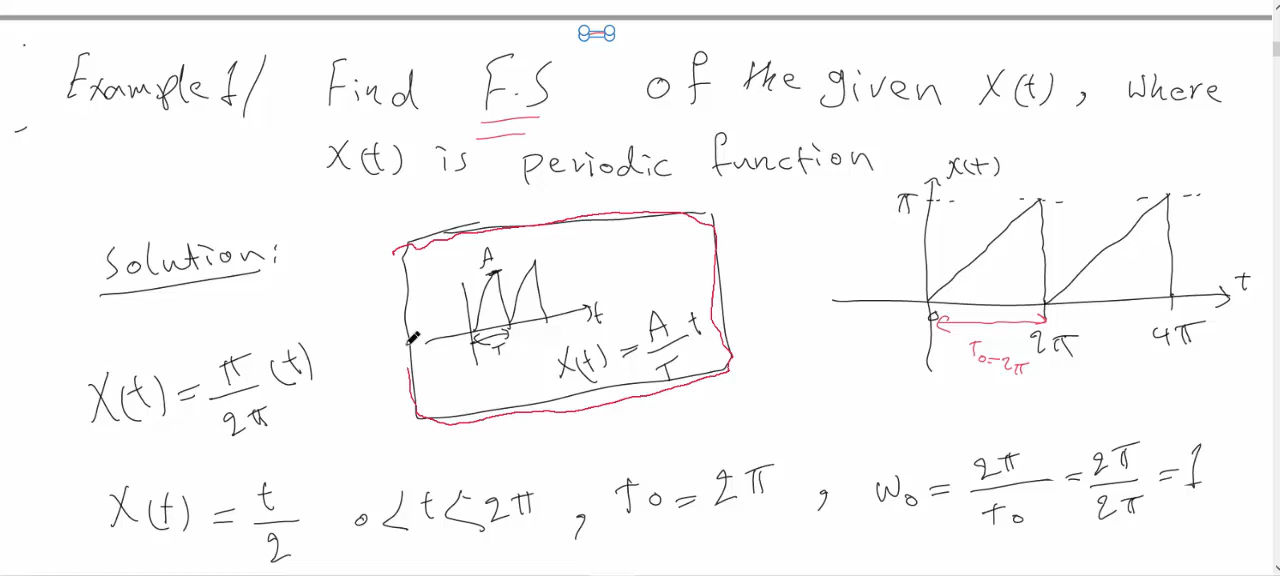 Example 1/ Find F.S of the given X(t), where
X(t) is periodic function
X(t)
π
0
T₀=2π
2π
4π
t
Solution:
A
T
t
X(t) = A/T t
X(t) = π/2π (t)
X(t) = t/2 0<t<2π, T₀ = 2π, ω₀ = 2π/T₀ = 2π/2π = 1